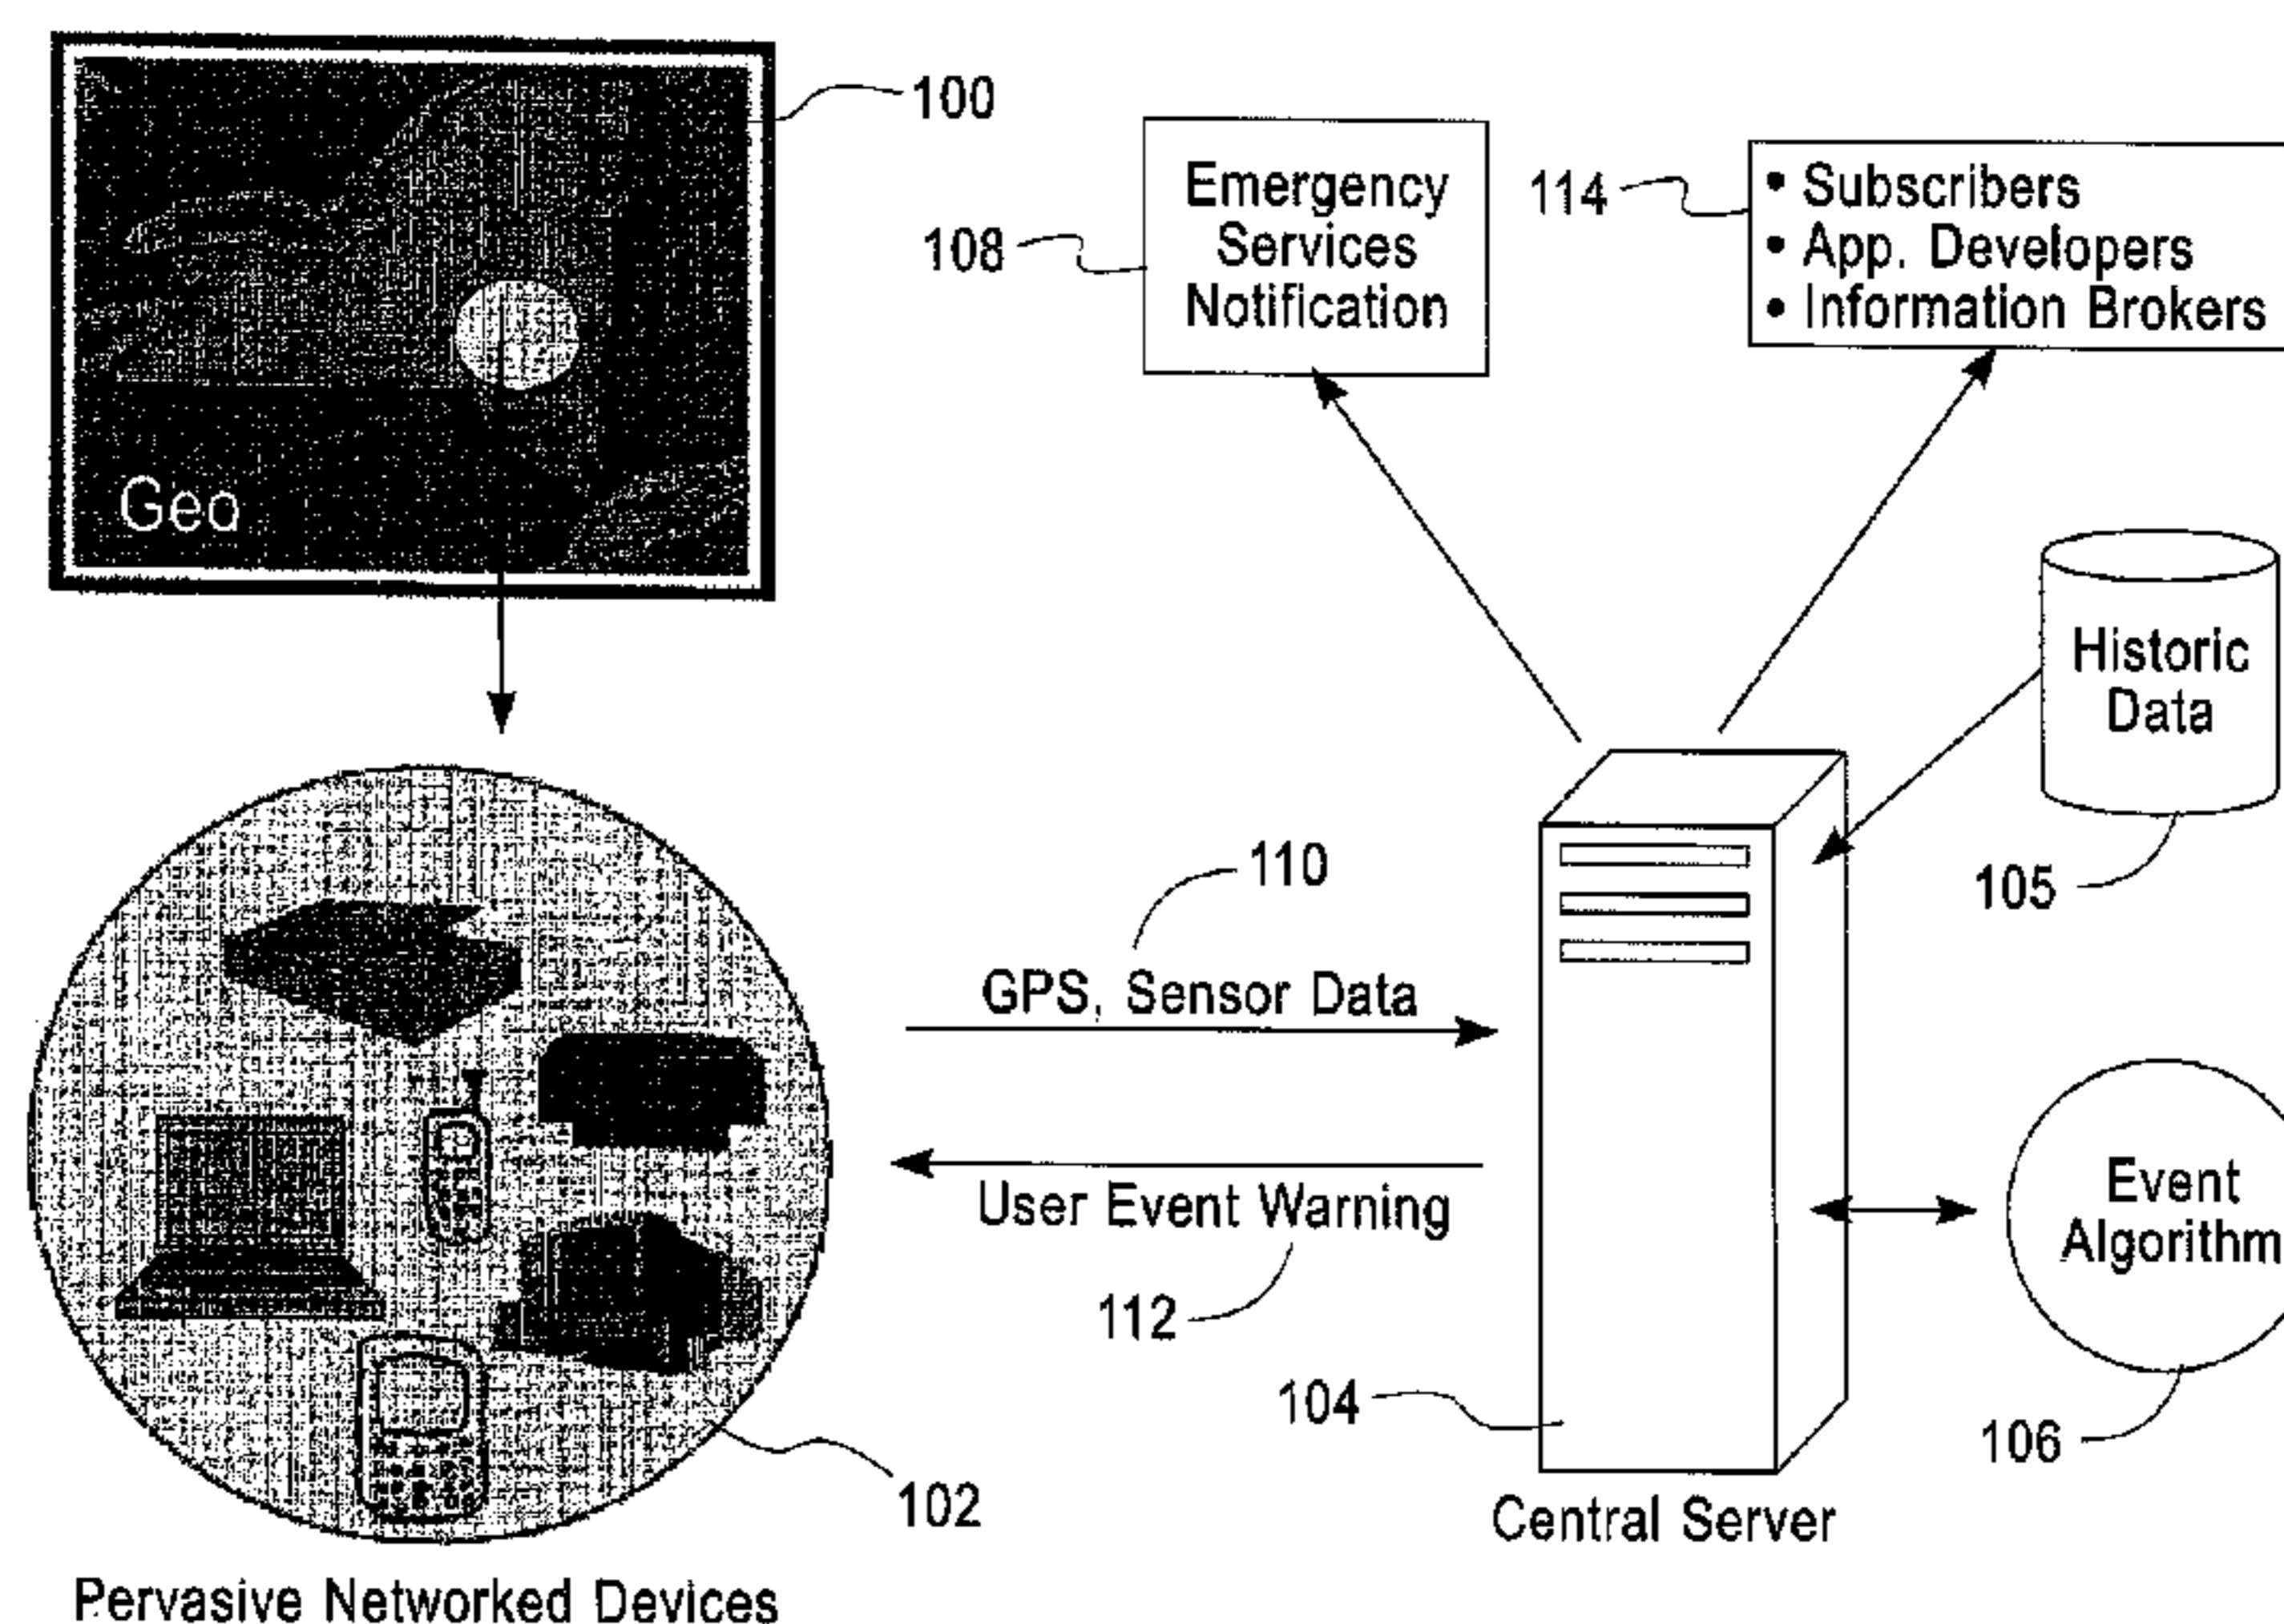 100
Geo
Emergency
Services
Notification
108
114
• Subscribers
• App. Developers
• Information Brokers
Historic
Data
105
110
GPS, Sensor Data
User Event Warning
112
104
Event
Algorithm
106
102
Central Server
Pervasive Networked Devices